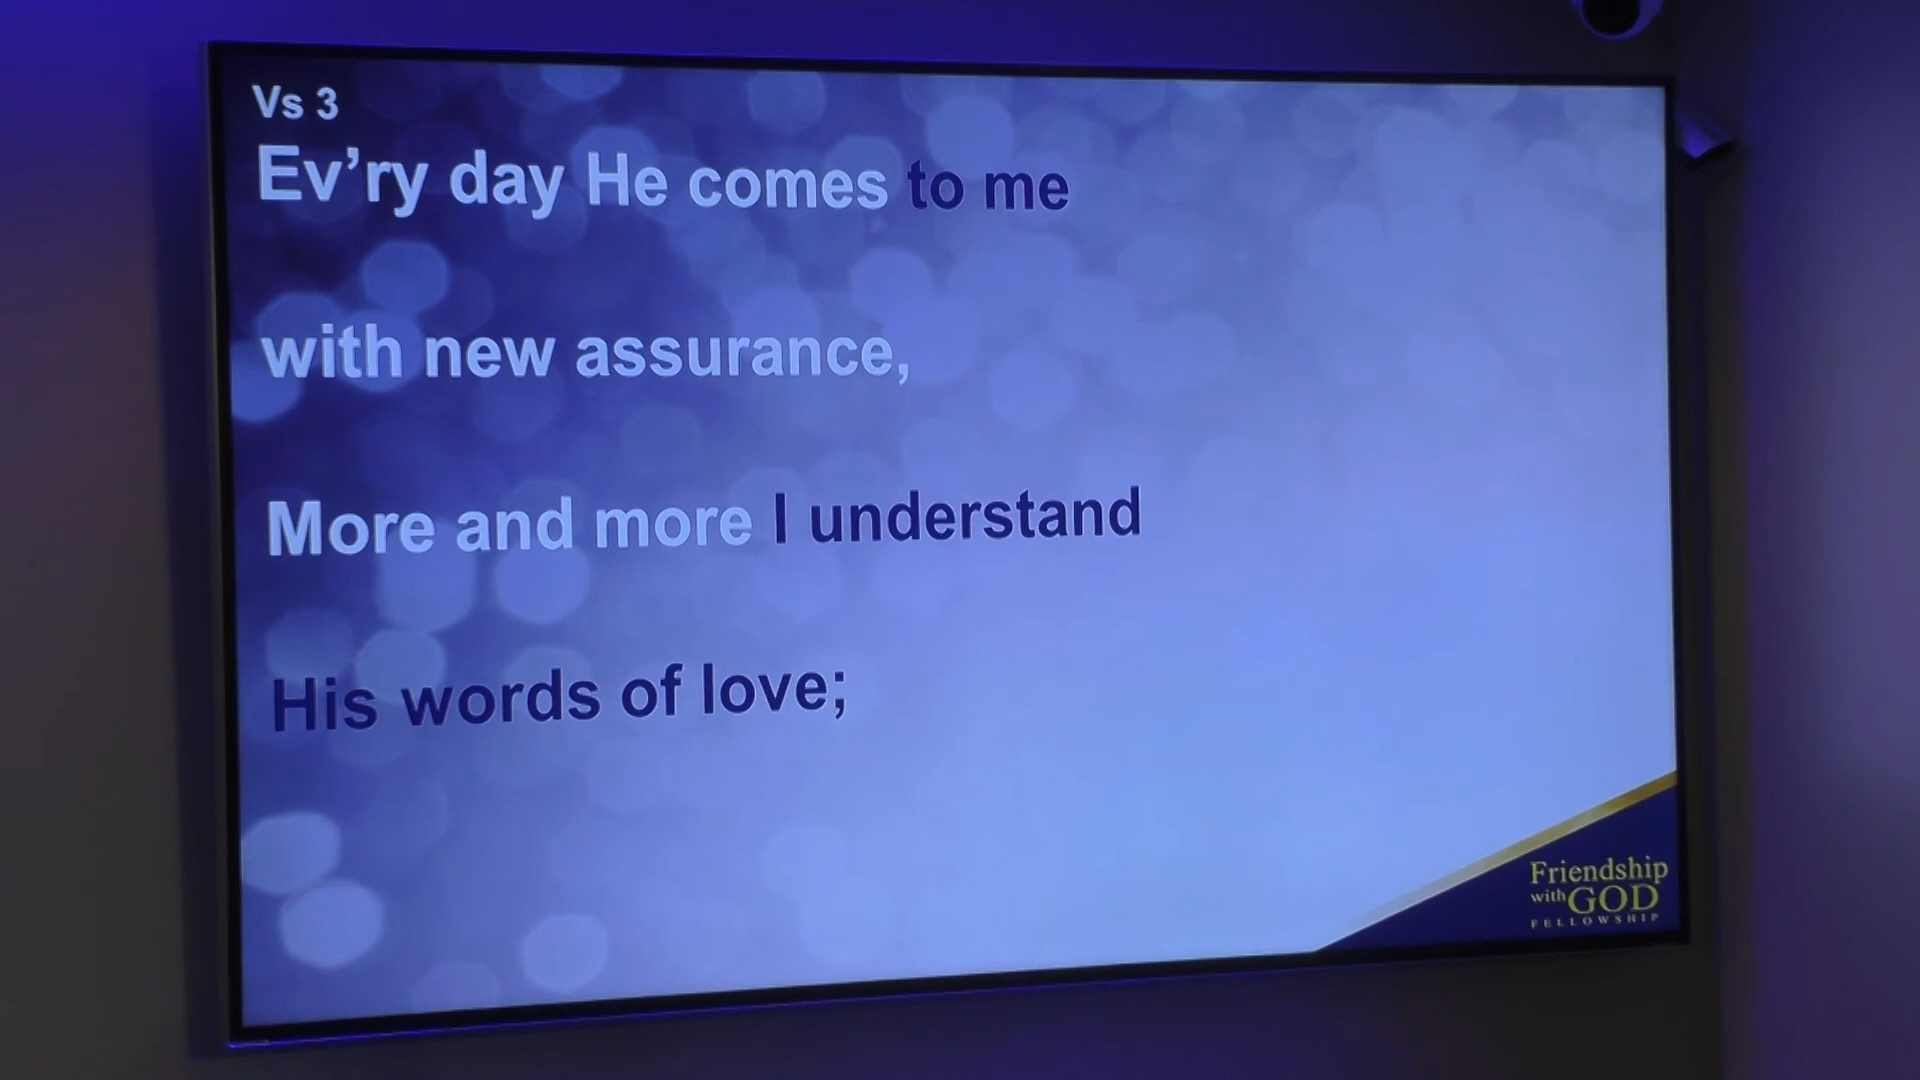 Vs 3
Ev’ry day He comes to me
with new assurance,
More and more I understand
His words of love;
Friendship
with GOD
FELLOWSHIP